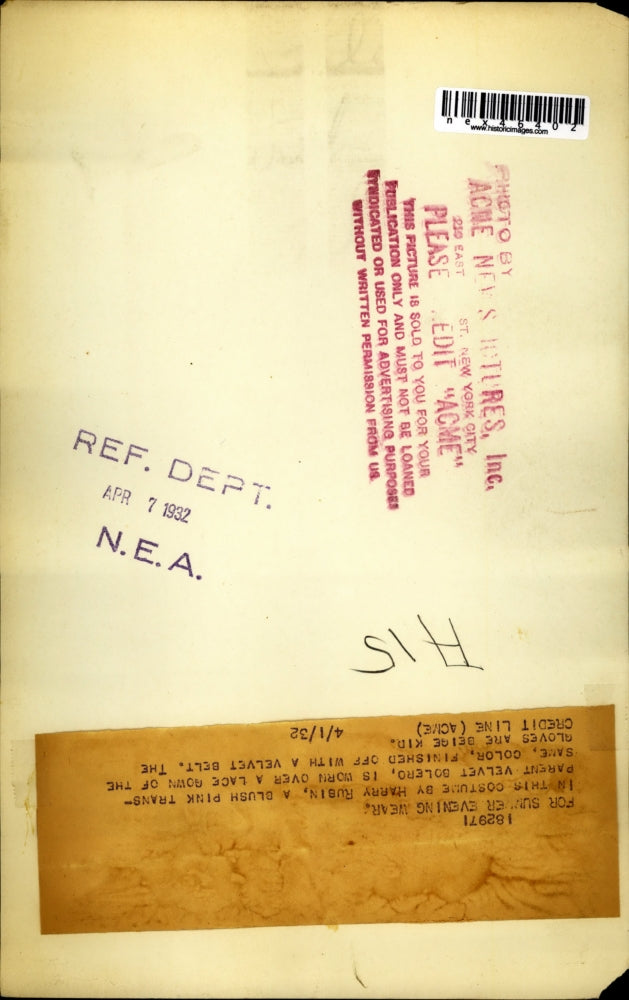 nex46402
www.historicimages.com
PHOTO BY
ACME NEWS PICTURES, Inc.
EAST ST. NEW YORK CITY
PLEASE CREDIT "ACME"
THIS PICTURE IS SOLD TO YOU FOR YOUR
PUBLICATION ONLY AND MUST NOT BE LOANED
SYNDICATED OR USED FOR ADVERTISING PURPOSES
WITHOUT WRITTEN PERMISSION FROM US.
REF. DEPT.
APR 7 1932
N.E.A.
182971
FOR SUMMER EVENING WEAR.
IN THIS COSTUME BY HARRY RUBIN, A BLUSH PINK TRANS-
PARENT VELVET BOLERO, IS WORN OVER A LACE GOWN OF THE
SAME, COLOR, FINISHED OFF WITH A VELVET BELT. THE
GLOVES ARE BEIGE KID.
CREDIT LINE (ACME) 4/1/32